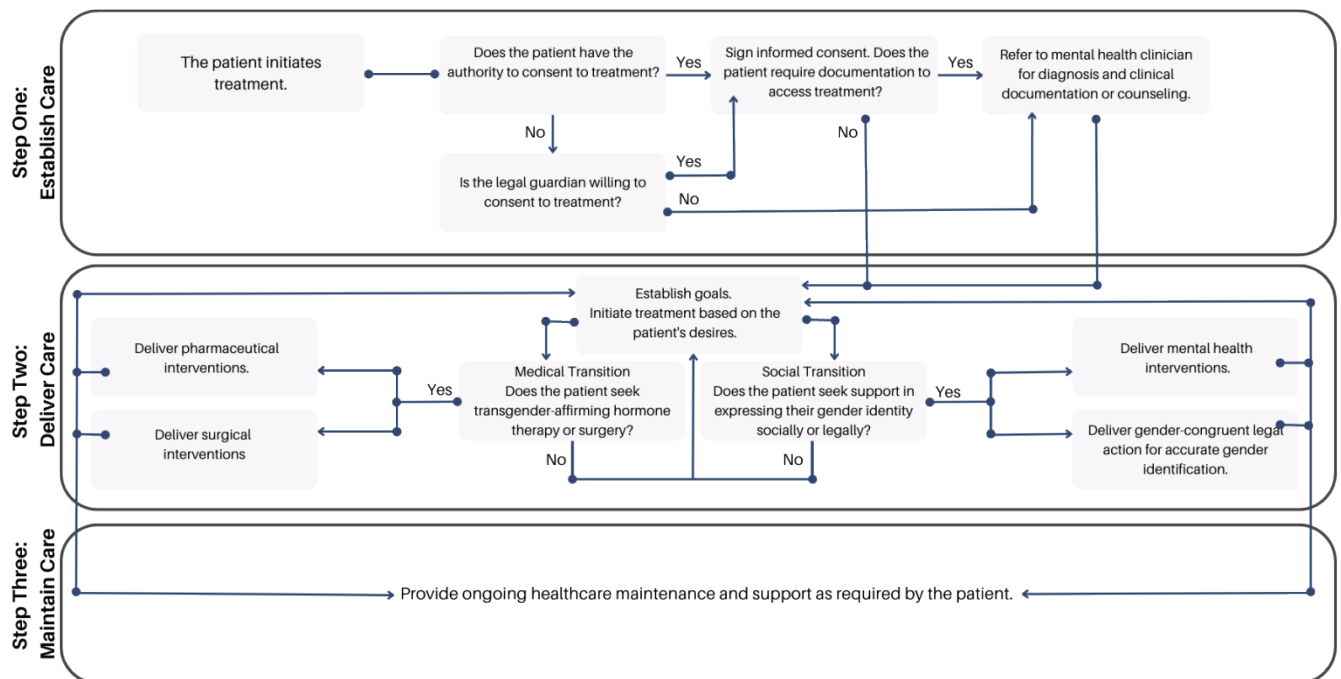 Step One:
Establish Care
The patient initiates
treatment.
Does the patient have the
authority to consent to treatment?
Yes
Sign informed consent. Does the
patient require documentation to
access treatment?
Yes
Refer to mental health clinician
for diagnosis and clinical
documentation or counseling.
No
No
Is the legal guardian willing to
consent to treatment?
Yes
No
Step Two:
Deliver Care
Establish goals.
Initiate treatment based on the
patient's desires.
Deliver pharmaceutical
interventions.
Deliver surgical
interventions
Yes
Medical Transition
Does the patient seek
transgender-affirming hormone
therapy or surgery?
No
Social Transition
Does the patient seek support in
expressing their gender identity
socially or legally?
No
Yes
Deliver mental health
interventions.
Deliver gender-congruent legal
action for accurate gender
identification.
Step Three:
Maintain Care
Provide ongoing healthcare maintenance and support as required by the patient.